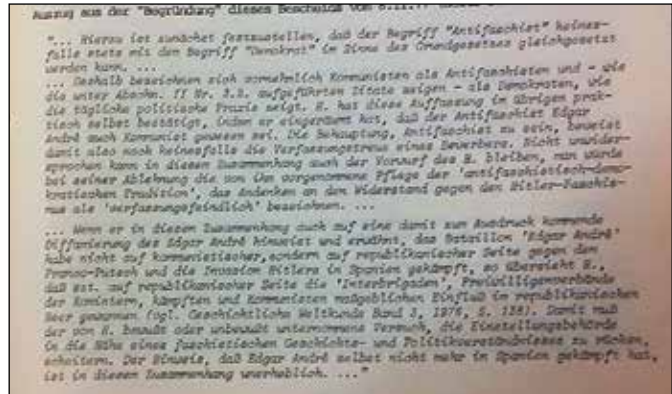 Auszug aus der "Begründung" dieses Bescheids vom
"... Hierzu ist zunächst festzustellen, daß der Begriff "Antifaschist" keines-
falls stets mit dem Begriff "Demokrat" im Sinne des Grundgesetzes gleichgesetzt
werden kann. ...
... Deshalb bezeichnen sich vornehmlich Kommunisten als Antifaschisten und - wie
die unter Abschn. II Nr. 3.2. aufgeführten Zitate zeigen - als Demokraten, wie
die tägliche politische Praxis zeigt. H. hat diese Auffassung im übrigen prak-
tisch selbst bestätigt, indem er eingeräumt hat, daß der Antifaschist Edgar
André auch Kommunist gewesen sei. Die Behauptung, Antifaschist zu sein, beweist
damit also noch keinesfalls die Verfassungstreue eines Bewerbers. Nicht unwider-
sprochen kann in diesem Zusammenhang auch der Vorwurf des H. bleiben, man würde
bei seiner Ablehnung die von ihm vorgenommene Pflege der 'antifaschistisch-demo-
kratischen Tradition', das Andenken an den Widerstand gegen den Hitler-Faschis-
mus als 'verfassungsfeindlich' bezeichnen. ...
... Wenn er in diesem Zusammenhang auch auf eine damit zum Ausdruck kommende
Diffamierung des Edgar André hinweist und erwähnt, das Bataillon 'Edgar André'
habe nicht auf kommunistischer, sondern auf republikanischer Seite gegen den
Franco-Putsch und die Invasion Hitlers in Spanien gekämpft, so übersieht H.,
daß auf republikanischer Seite die 'Interbrigaden', Freiwilligenverbände
der Komintern, kämpften und Kommunisten maßgeblichen Einfluß im republikanischen
Heer gewannen (vgl. Geschichtliche Weltkunde Band 3, 1976, S. 138). Damit muß
der von H. bewußt oder unbewußt unternommene Versuch, die Einstellungsbehörde
in die Nähe eines faschistischen Geschichts- und Politikverständnisses zu rücken,
scheitern. Der Hinweis, daß Edgar André selbst nicht mehr in Spanien gekämpft hat,
ist in diesem Zusammenhang unerheblich. ..."